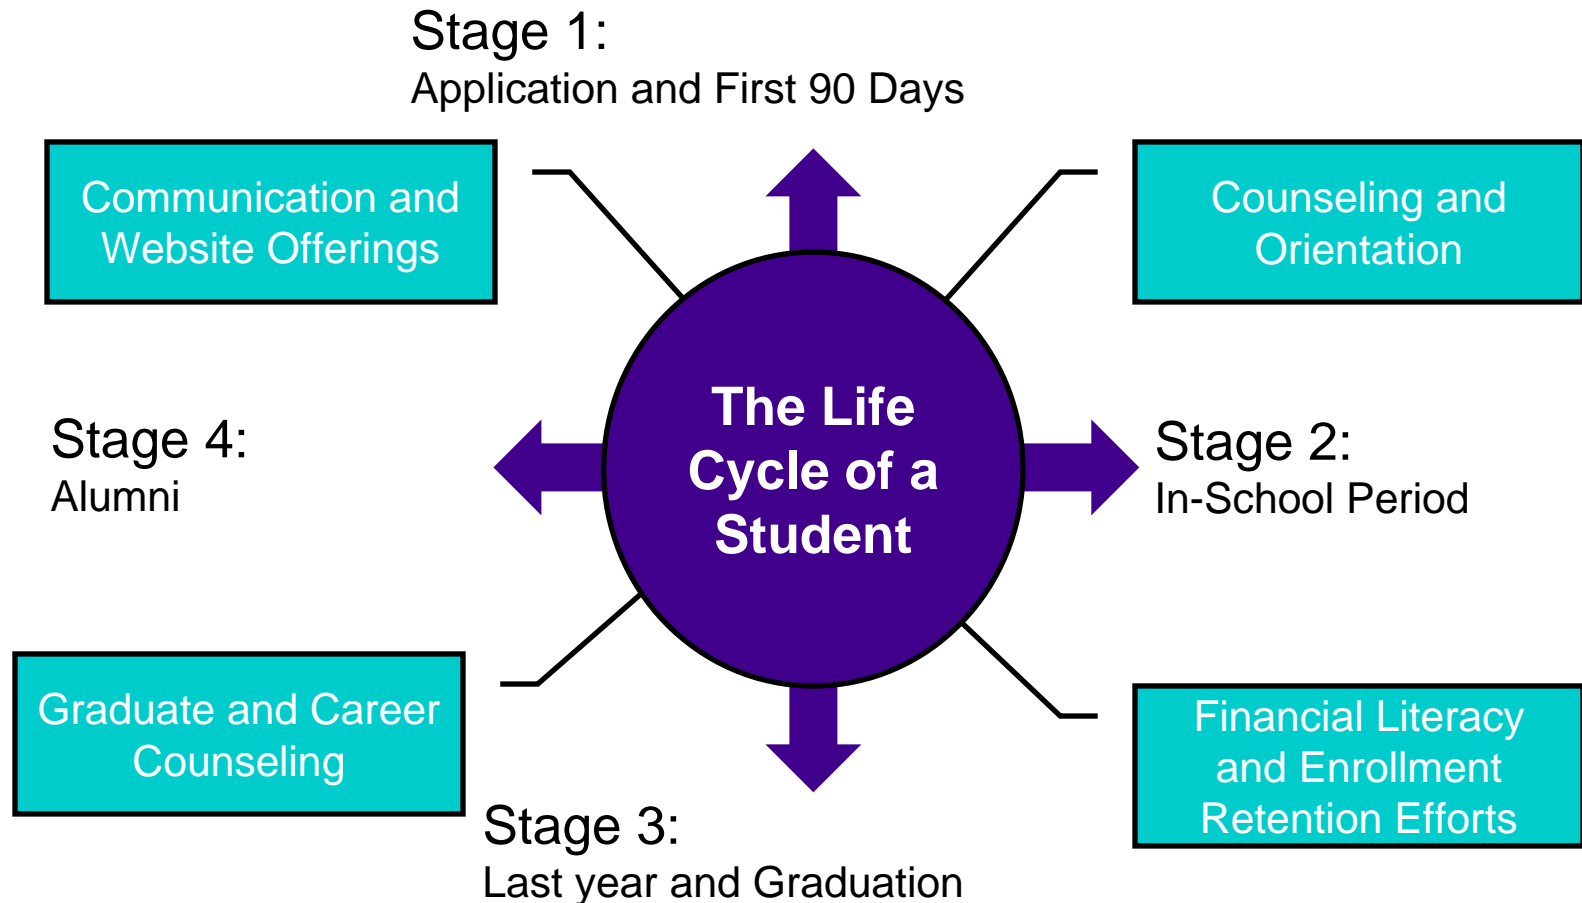 Stage 1:
Application and First 90 Days
Communication and
Website Offerings
Counseling and
Orientation
The Life
Cycle of a
Student
Stage 4:
Alumni
Stage 2:
In-School Period
Graduate and Career
Counseling
Financial Literacy
and Enrollment
Retention Efforts
Stage 3:
Last year and Graduation